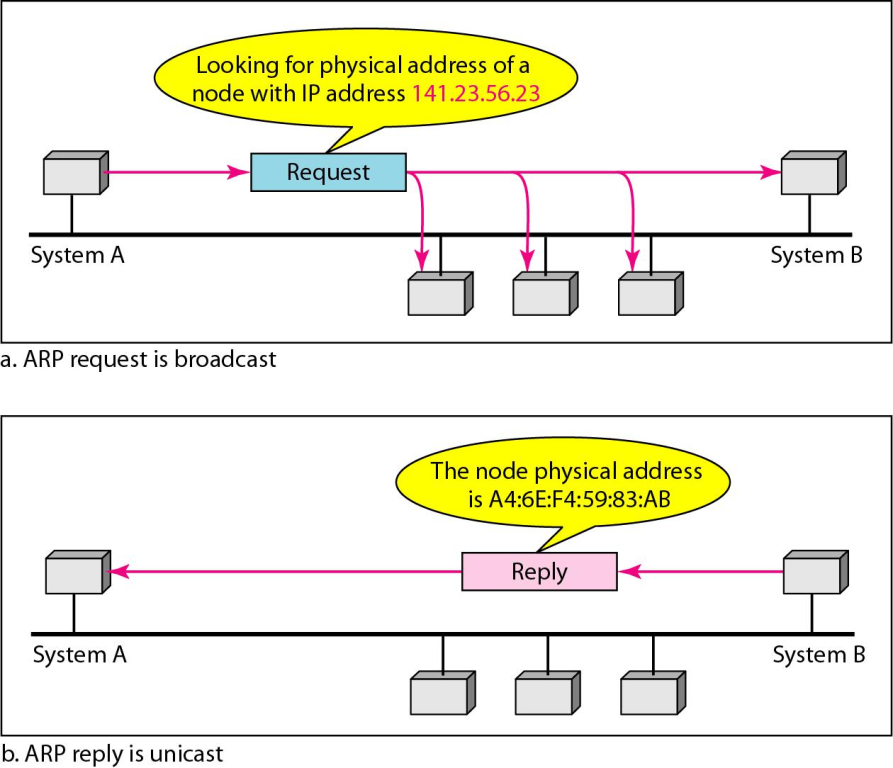 Looking for physical address of a
node with IP address 141.23.56.23
Request
System A
System B
a. ARP request is broadcast
The node physical address
is A4:6E:F4:59:83:AB
Reply
System A
System B
b. ARP reply is unicast